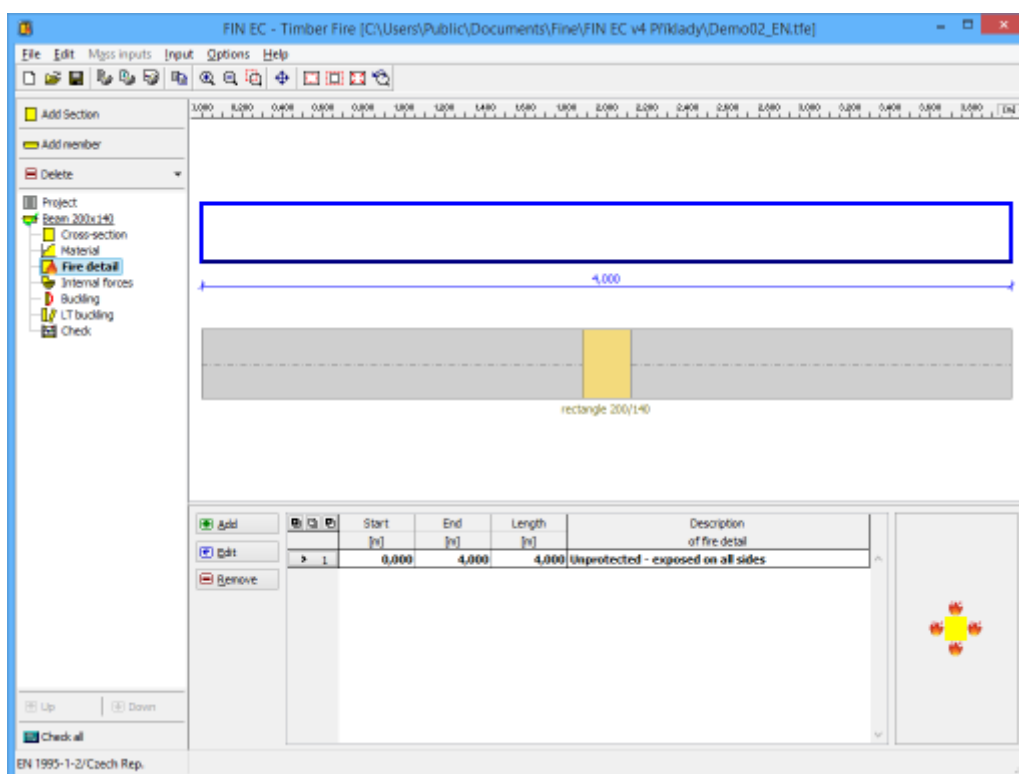 FIN EC - Timber Fire [C:\Users\Public\Documents\Fine\FIN EC v4 Příklady\Demo02_EN.tfe]
File Edit Mass inputs Input Options Help
Add Section
Add member
Delete
Project
Beam 200x140
Cross-section
Material
Fire detail
Internal forces
Buckling
LT buckling
Check
[m]
4,000
rectangle 200/140
Add
Edit
Remove
Start End Length Description
[m] [m] [m] of fire detail
1 0,000 4,000 4,000 Unprotected - exposed on all sides
Up Down
Check all
EN 1995-1-2/Czech Rep.